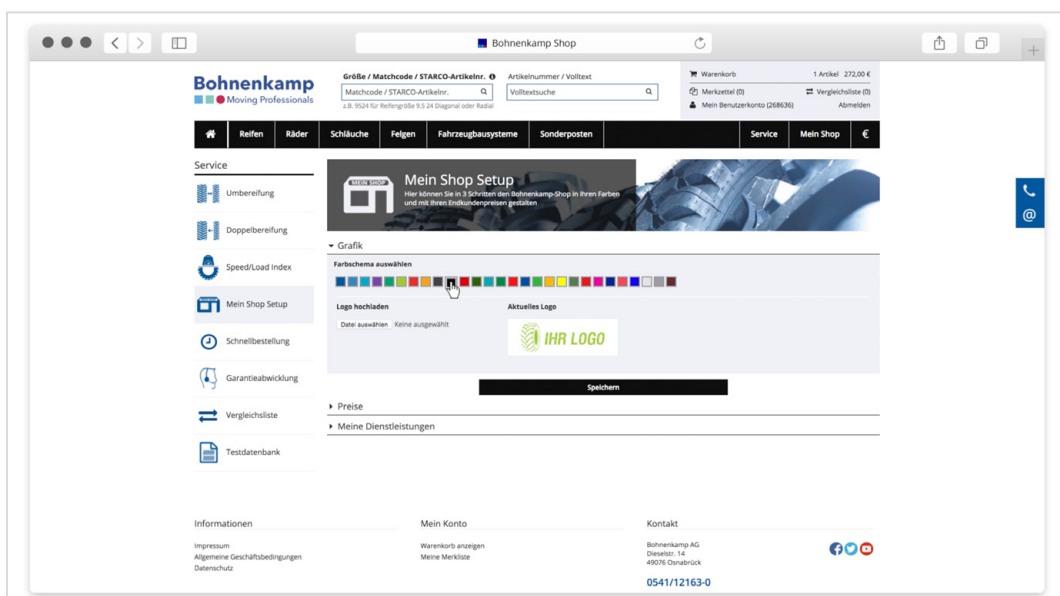 Bohnenkamp Shop
Bohnenkamp
Moving Professionals
Größe / Matchcode / STARCO-Artikelnr.
Matchcode / STARCO-Artikelnr.
z.B. 9524 für Reifengröße 9.5 24 Diagonal oder Radial
Artikelnummer / Volltext
Volltextsuche
Warenkorb 1 Artikel 272,00 €
Merkzettel (0) Vergleichsliste (0)
Mein Benutzerkonto (268636) Abmelden
Reifen Räder Schläuche Felgen Fahrzeugbausysteme Sonderposten Service Mein Shop €
Service
Umbereifung
Doppelbereifung
Speed/Load Index
Mein Shop Setup
Schnellbestellung
Garantieabwicklung
Vergleichsliste
Testdatenbank
MEIN SHOP
Mein Shop Setup
Hier können Sie in 3 Schritten den Bohnenkamp-Shop in Ihren Farben
und mit Ihren Endkundenpreisen gestalten
Grafik
Farbschema auswählen
Logo hochladen
Datei auswählen Keine ausgewählt
Aktuelles Logo
IHR LOGO
Speichern
Preise
Meine Dienstleistungen
@
Informationen
Impressum
Allgemeine Geschäftsbedingungen
Datenschutz
Mein Konto
Warenkorb anzeigen
Meine Merkliste
Kontakt
Bohnenkamp AG
Dieselstr. 14
49076 Osnabrück
0541/12163-0